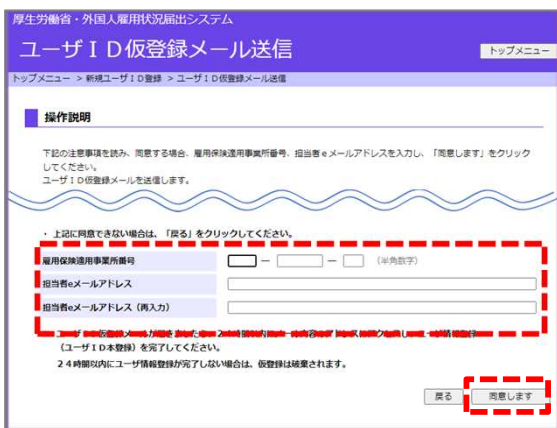 厚生労働省・外国人雇用状況届出システム
ユーザＩＤ仮登録メール送信
トップメニュー
トップメニュー > 新規ユーザＩＤ登録 > ユーザＩＤ仮登録メール送信
操作説明
下記の注意事項を読み、同意する場合、雇用保険適用事業所番号、担当者ｅメールアドレスを入力し、「同意します」をクリック
してください。
ユーザＩＤ仮登録メールを送信します。
・ 上記に同意できない場合は、「戻る」をクリックしてください。
雇用保険適用事業所番号 － － （半角数字）
担当者eメールアドレス
担当者eメールアドレス（再入力）
（ユーザＩＤ本登録）を完了してください。
２４時間以内にユーザ情報登録が完了しない場合は、仮登録は破棄されます。
戻る 同意します